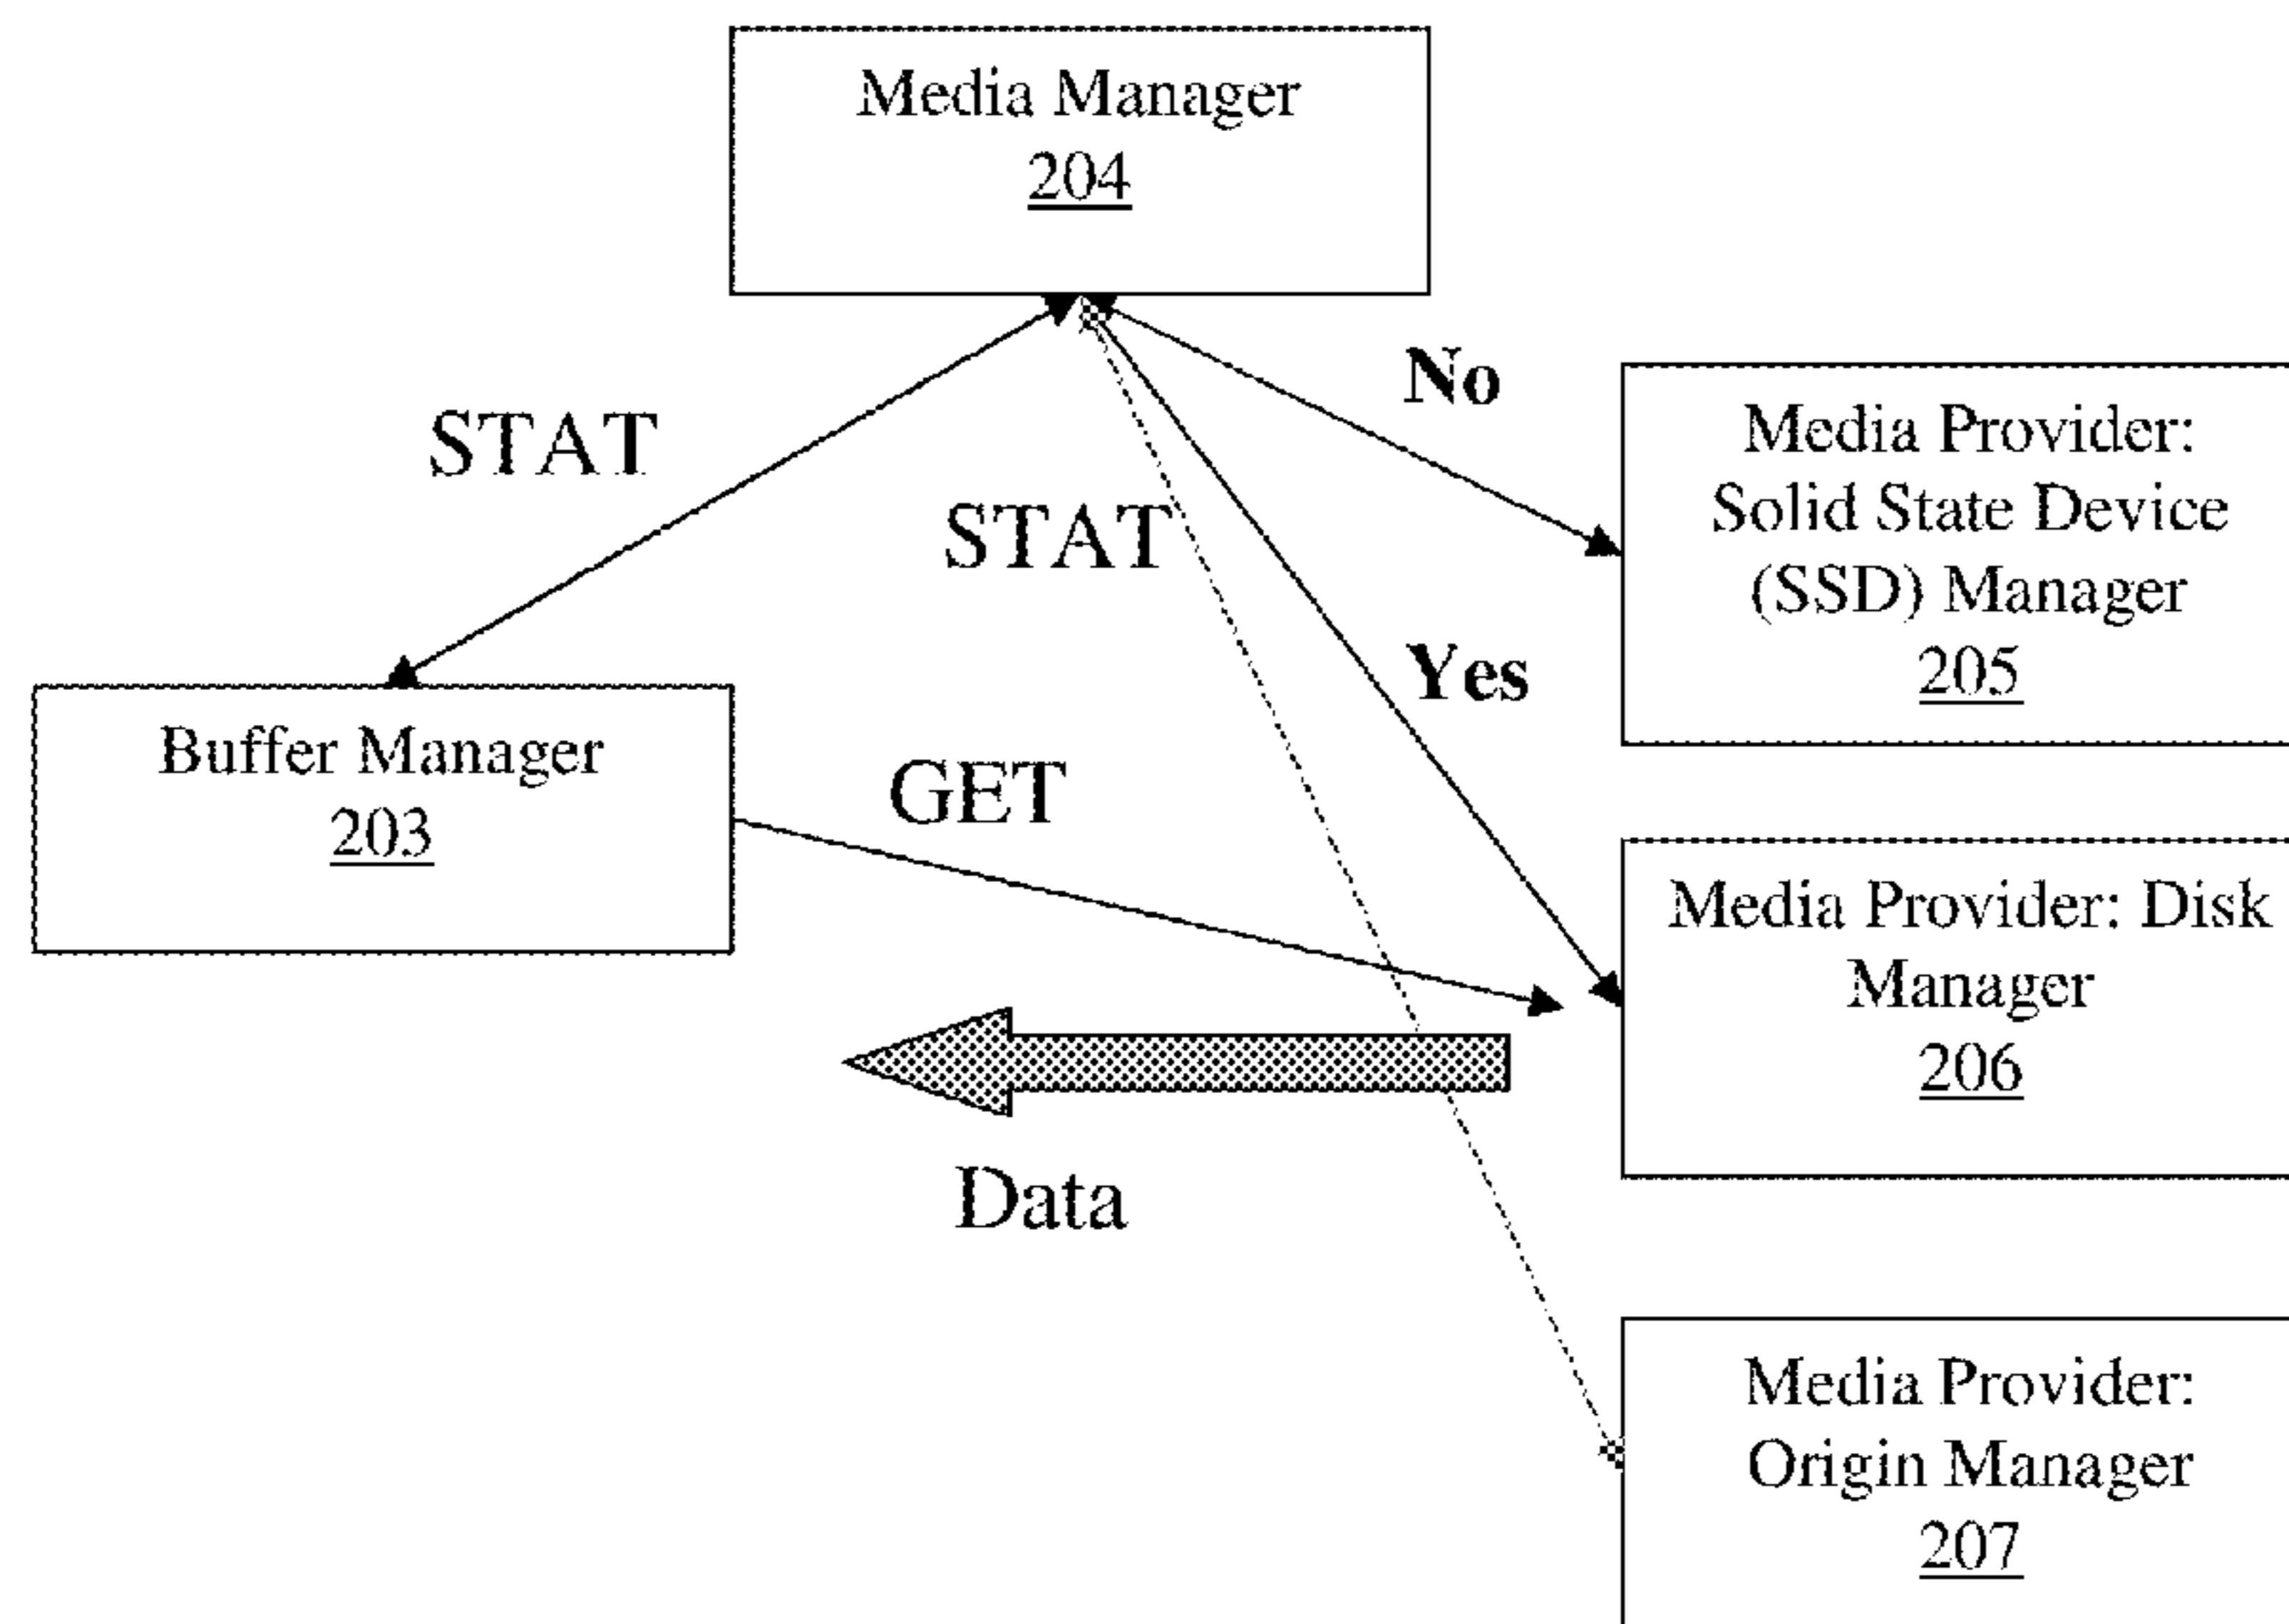 Media Manager
204
No
STAT
Media Provider:
Solid State Device
(SSD) Manager
205
STAT
Yes
Buffer Manager
203
GET
Media Provider: Disk
Manager
206
Data
Media Provider:
Origin Manager
207